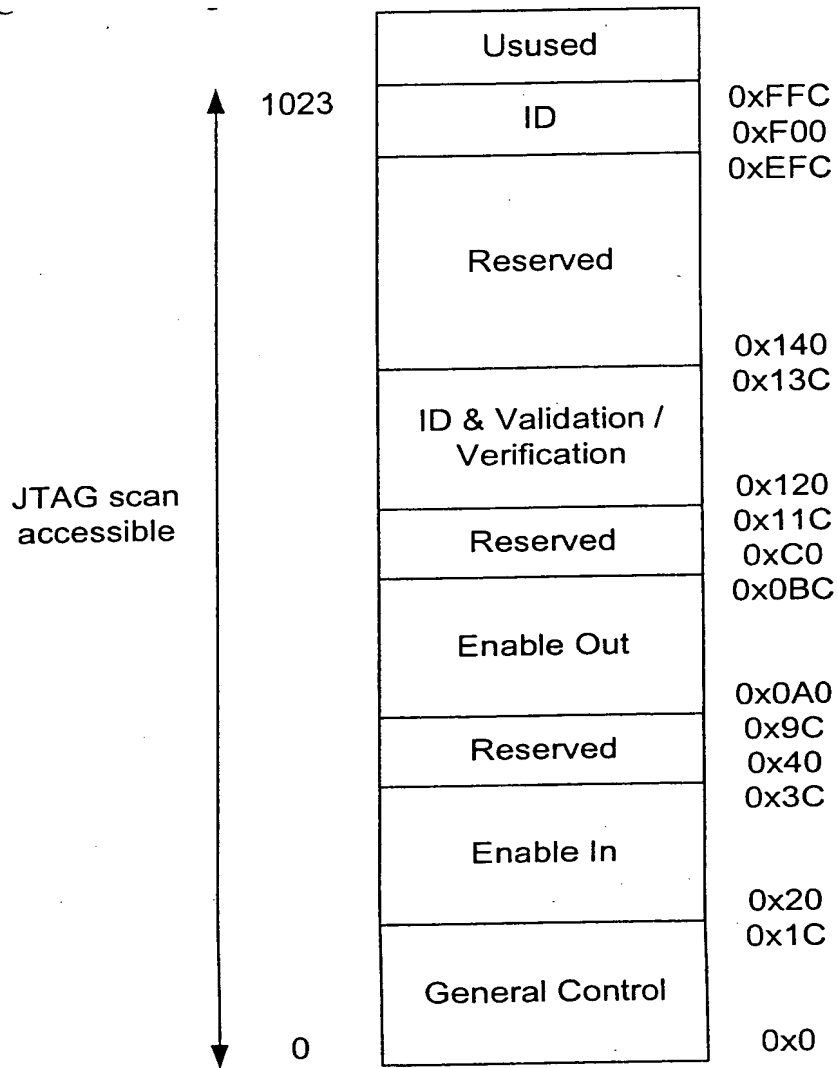 Usused
1023
ID
0xFFC
0xF00
0xEFC
Reserved
0x140
0x13C
ID & Validation /
Verification
JTAG scan
accessible
0x120
0x11C
Reserved
0xC0
0x0BC
Enable Out
0x0A0
0x9C
Reserved
0x40
0x3C
Enable In
0x20
0x1C
General Control
0
0x0